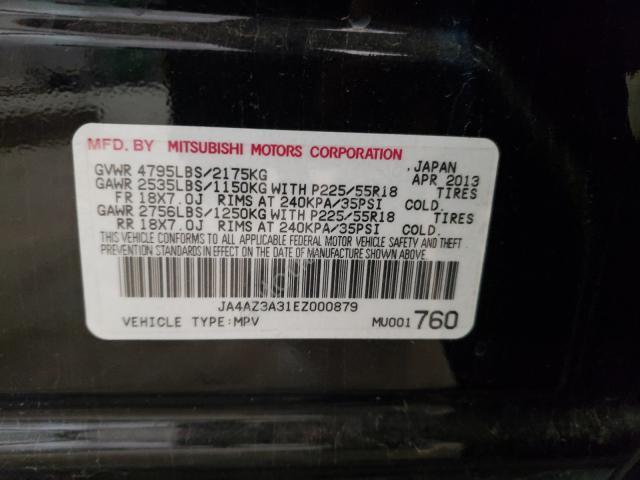 MFD. BY MITSUBISHI MOTORS CORPORATION
GVWR 4795LBS/2175KG JAPAN
GAWR 2535LBS/1150KG WITH P225/55R18 APR 2013
FR 18X7.0J RIMS AT 240KPA/35PSI TIRES COLD.
GAWR 2756LBS/1250KG WITH P225/55R18 TIRES
RR 18X7.0J RIMS AT 240KPA/35PSI COLD.
THIS VEHICLE CONFORMS TO ALL APPLICABLE FEDERAL MOTOR VEHICLE SAFETY AND THEFT
PREVENTION STANDARDS IN EFFECT ON THE DATE OF MANUFACTURE SHOWN ABOVE.
JA4AZ3A31EZ000879
VEHICLE TYPE:MPV MU001760